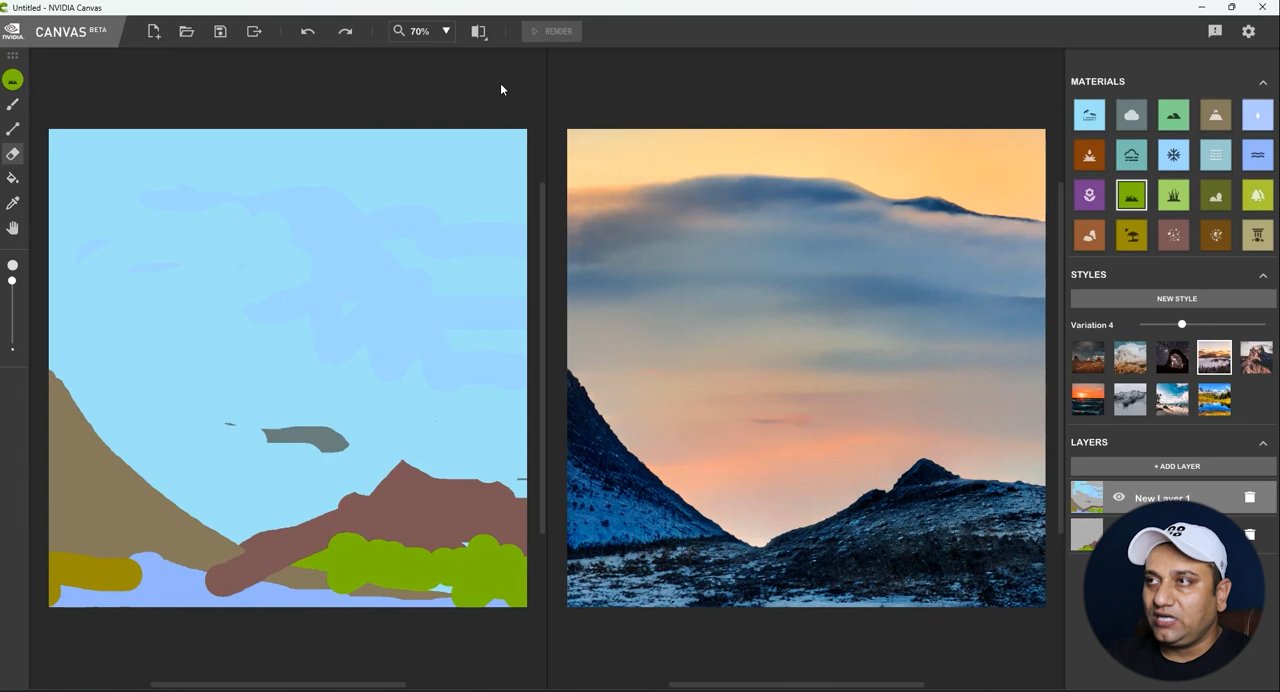 Untitled - NVIDIA Canvas
NVIDIA. CANVAS BETA
70%
RENDER
MATERIALS
STYLES
NEW STYLE
Variation 4
LAYERS
+ ADD LAYER
New Layer 1